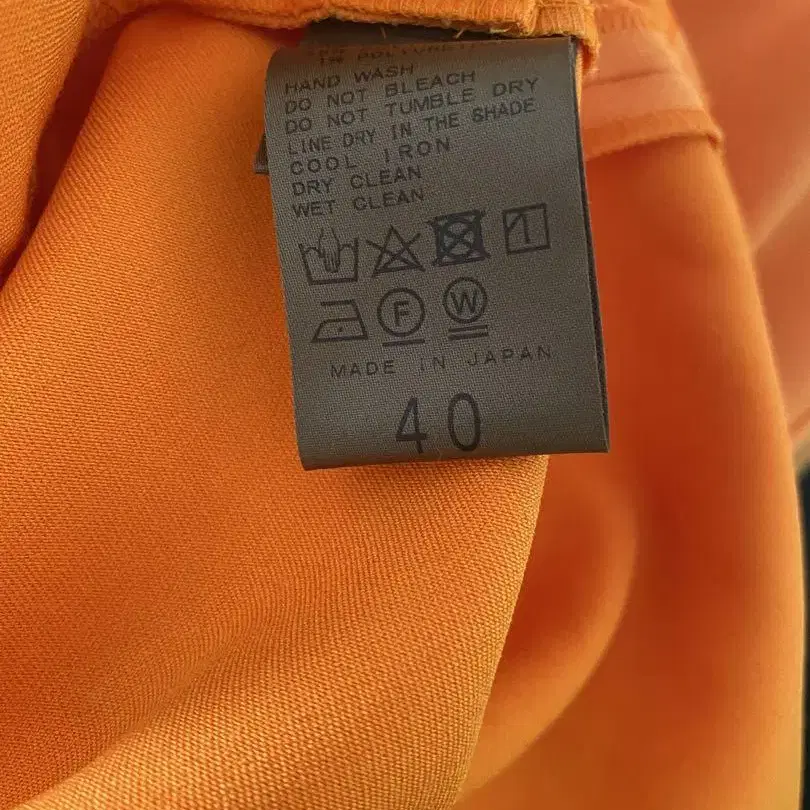 HAND WASH
DO NOT BLEACH
DO NOT TUMBLE DRY
LINE DRY IN THE SHADE
COOL IRON
DRY CLEAN
WET CLEAN
F W
MADE IN JAPAN
40